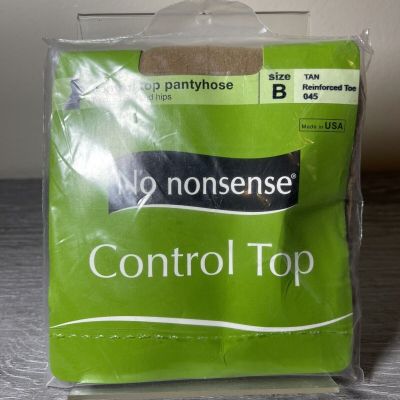 top pantyhose
hips
size
B
TAN
Reinforced Toe
045
Made in USA
No nonsense®
Control Top